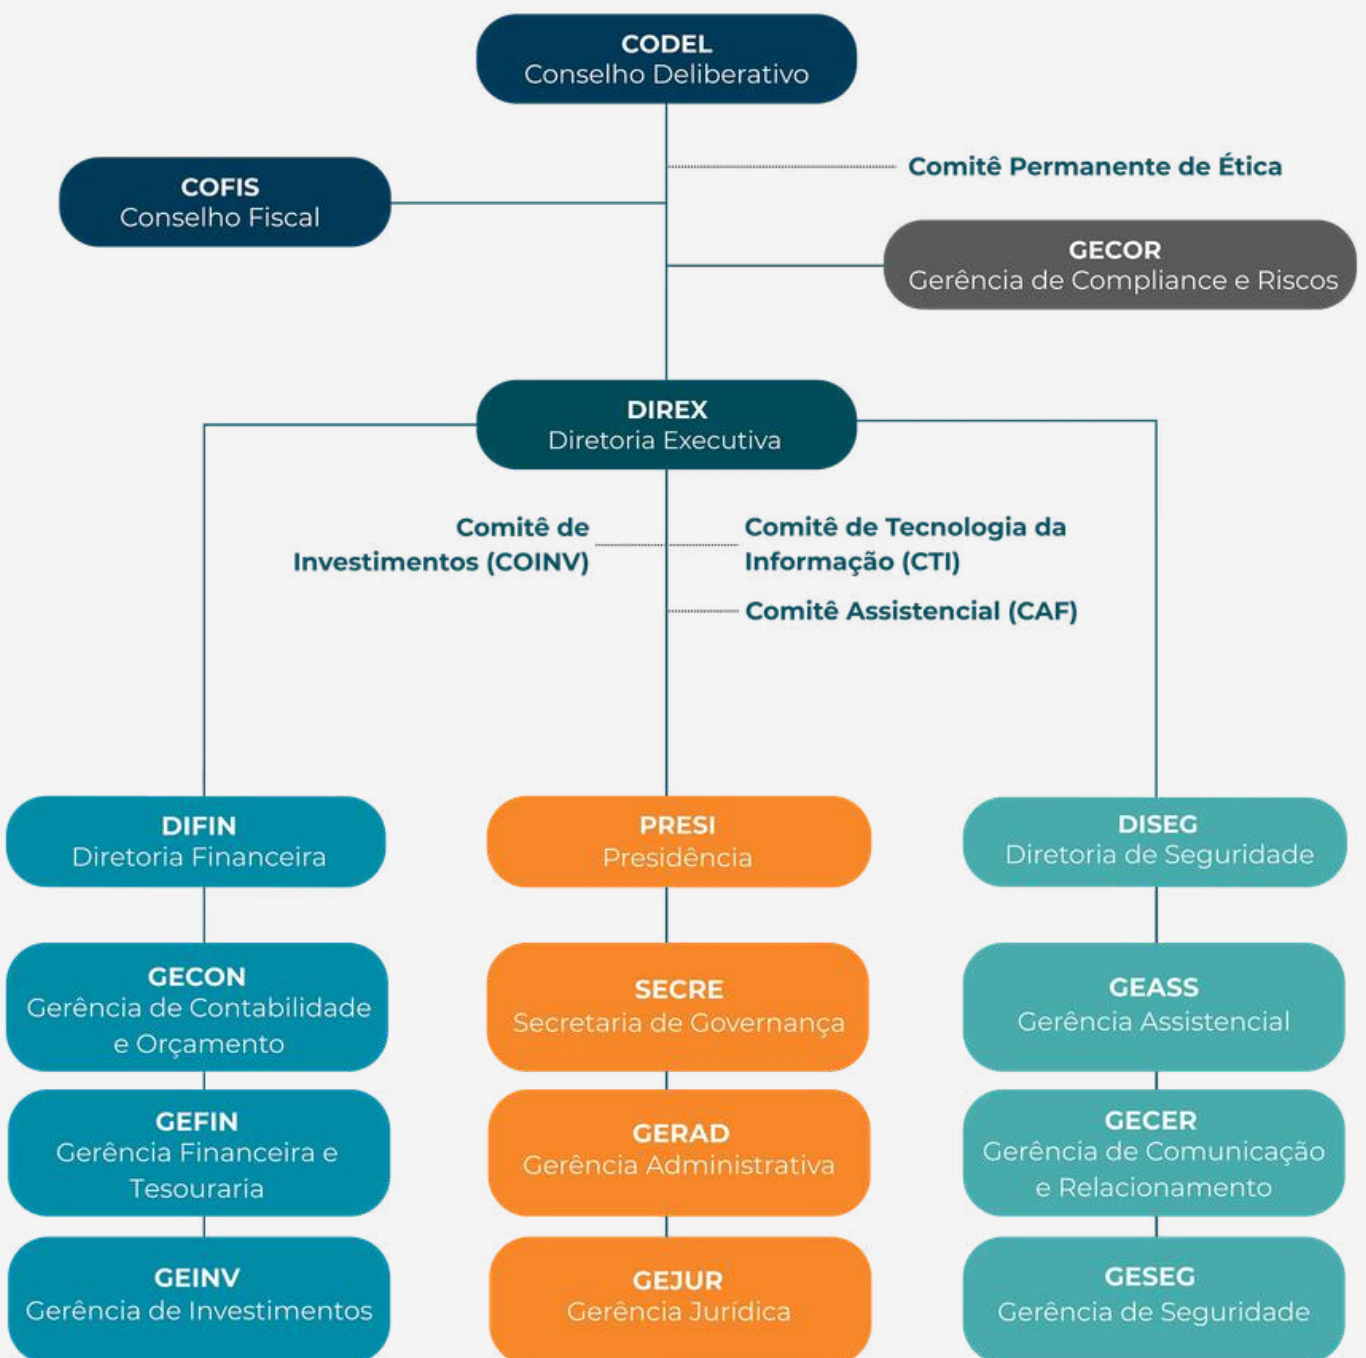 CODEL
Conselho Deliberativo
Comitê Permanente de Ética
COFIS
Conselho Fiscal
GECOR
Gerência de Compliance e Riscos
DIREX
Diretoria Executiva
Comitê de
Investimentos (COINV)
Comitê de Tecnologia da
Informação (CTI)
Comitê Assistencial (CAF)
DIFIN
Diretoria Financeira
GECON
Gerência de Contabilidade
e Orçamento
GEFIN
Gerência Financeira e
Tesouraria
GEINV
Gerência de Investimentos
PRESI
Presidência
SECRE
Secretaria de Governança
GERAD
Gerência Administrativa
GEJUR
Gerência Jurídica
DISEG
Diretoria de Seguridade
GEASS
Gerência Assistencial
GECER
Gerência de Comunicação
e Relacionamento
GESEG
Gerência de Seguridade